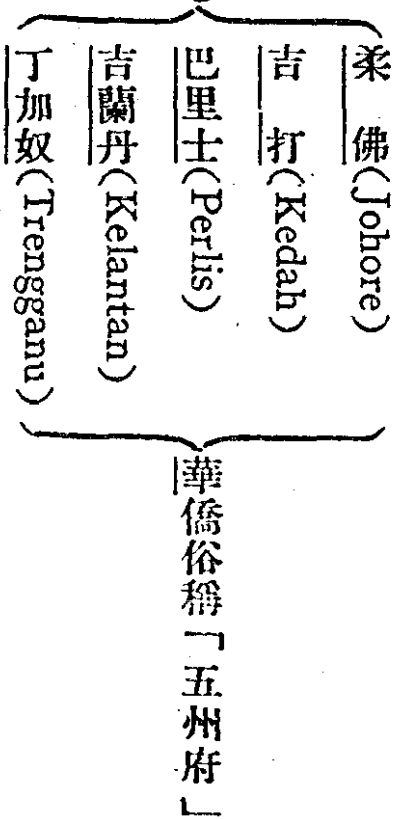 柔佛(Johore)
吉打(Kedah)
巴里士(Perlis)
吉蘭丹(Kelantan)
丁加奴(Trengganu)
華僑俗稱「五州府」